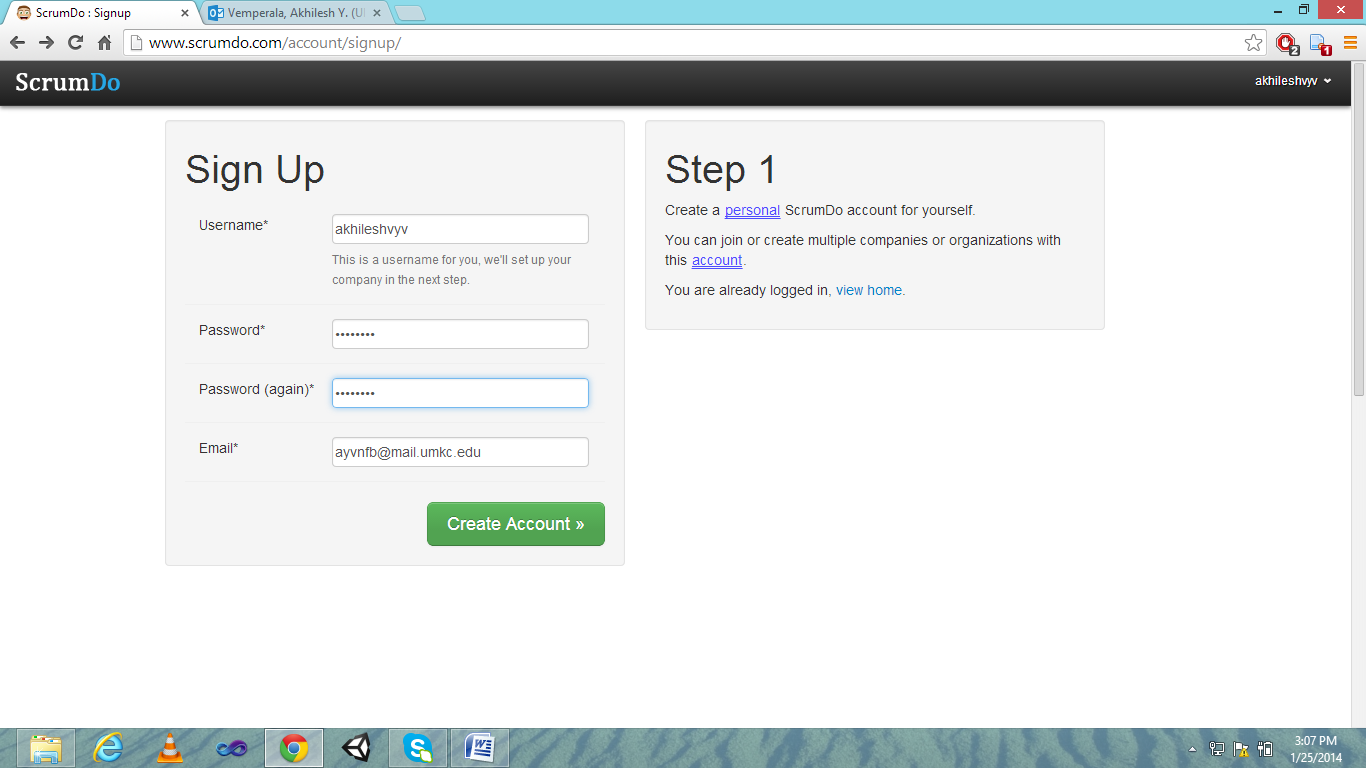 ScrumDo : Signup
Vemperala, Akhilesh Y. (U
www.scrumdo.com/account/signup/
2
1
ScrumDo
akhileshvyv
Sign Up
Username*
akhileshvyv
This is a username for you, we'll set up your
company in the next step.
Password*
••••••••
Password (again)*
••••••••
Email*
ayvnfb@mail.umkc.edu
Create Account »
Step 1
Create a personal ScrumDo account for yourself.
You can join or create multiple companies or organizations with
this account.
You are already logged in, view home.
3:07 PM
1/25/2014